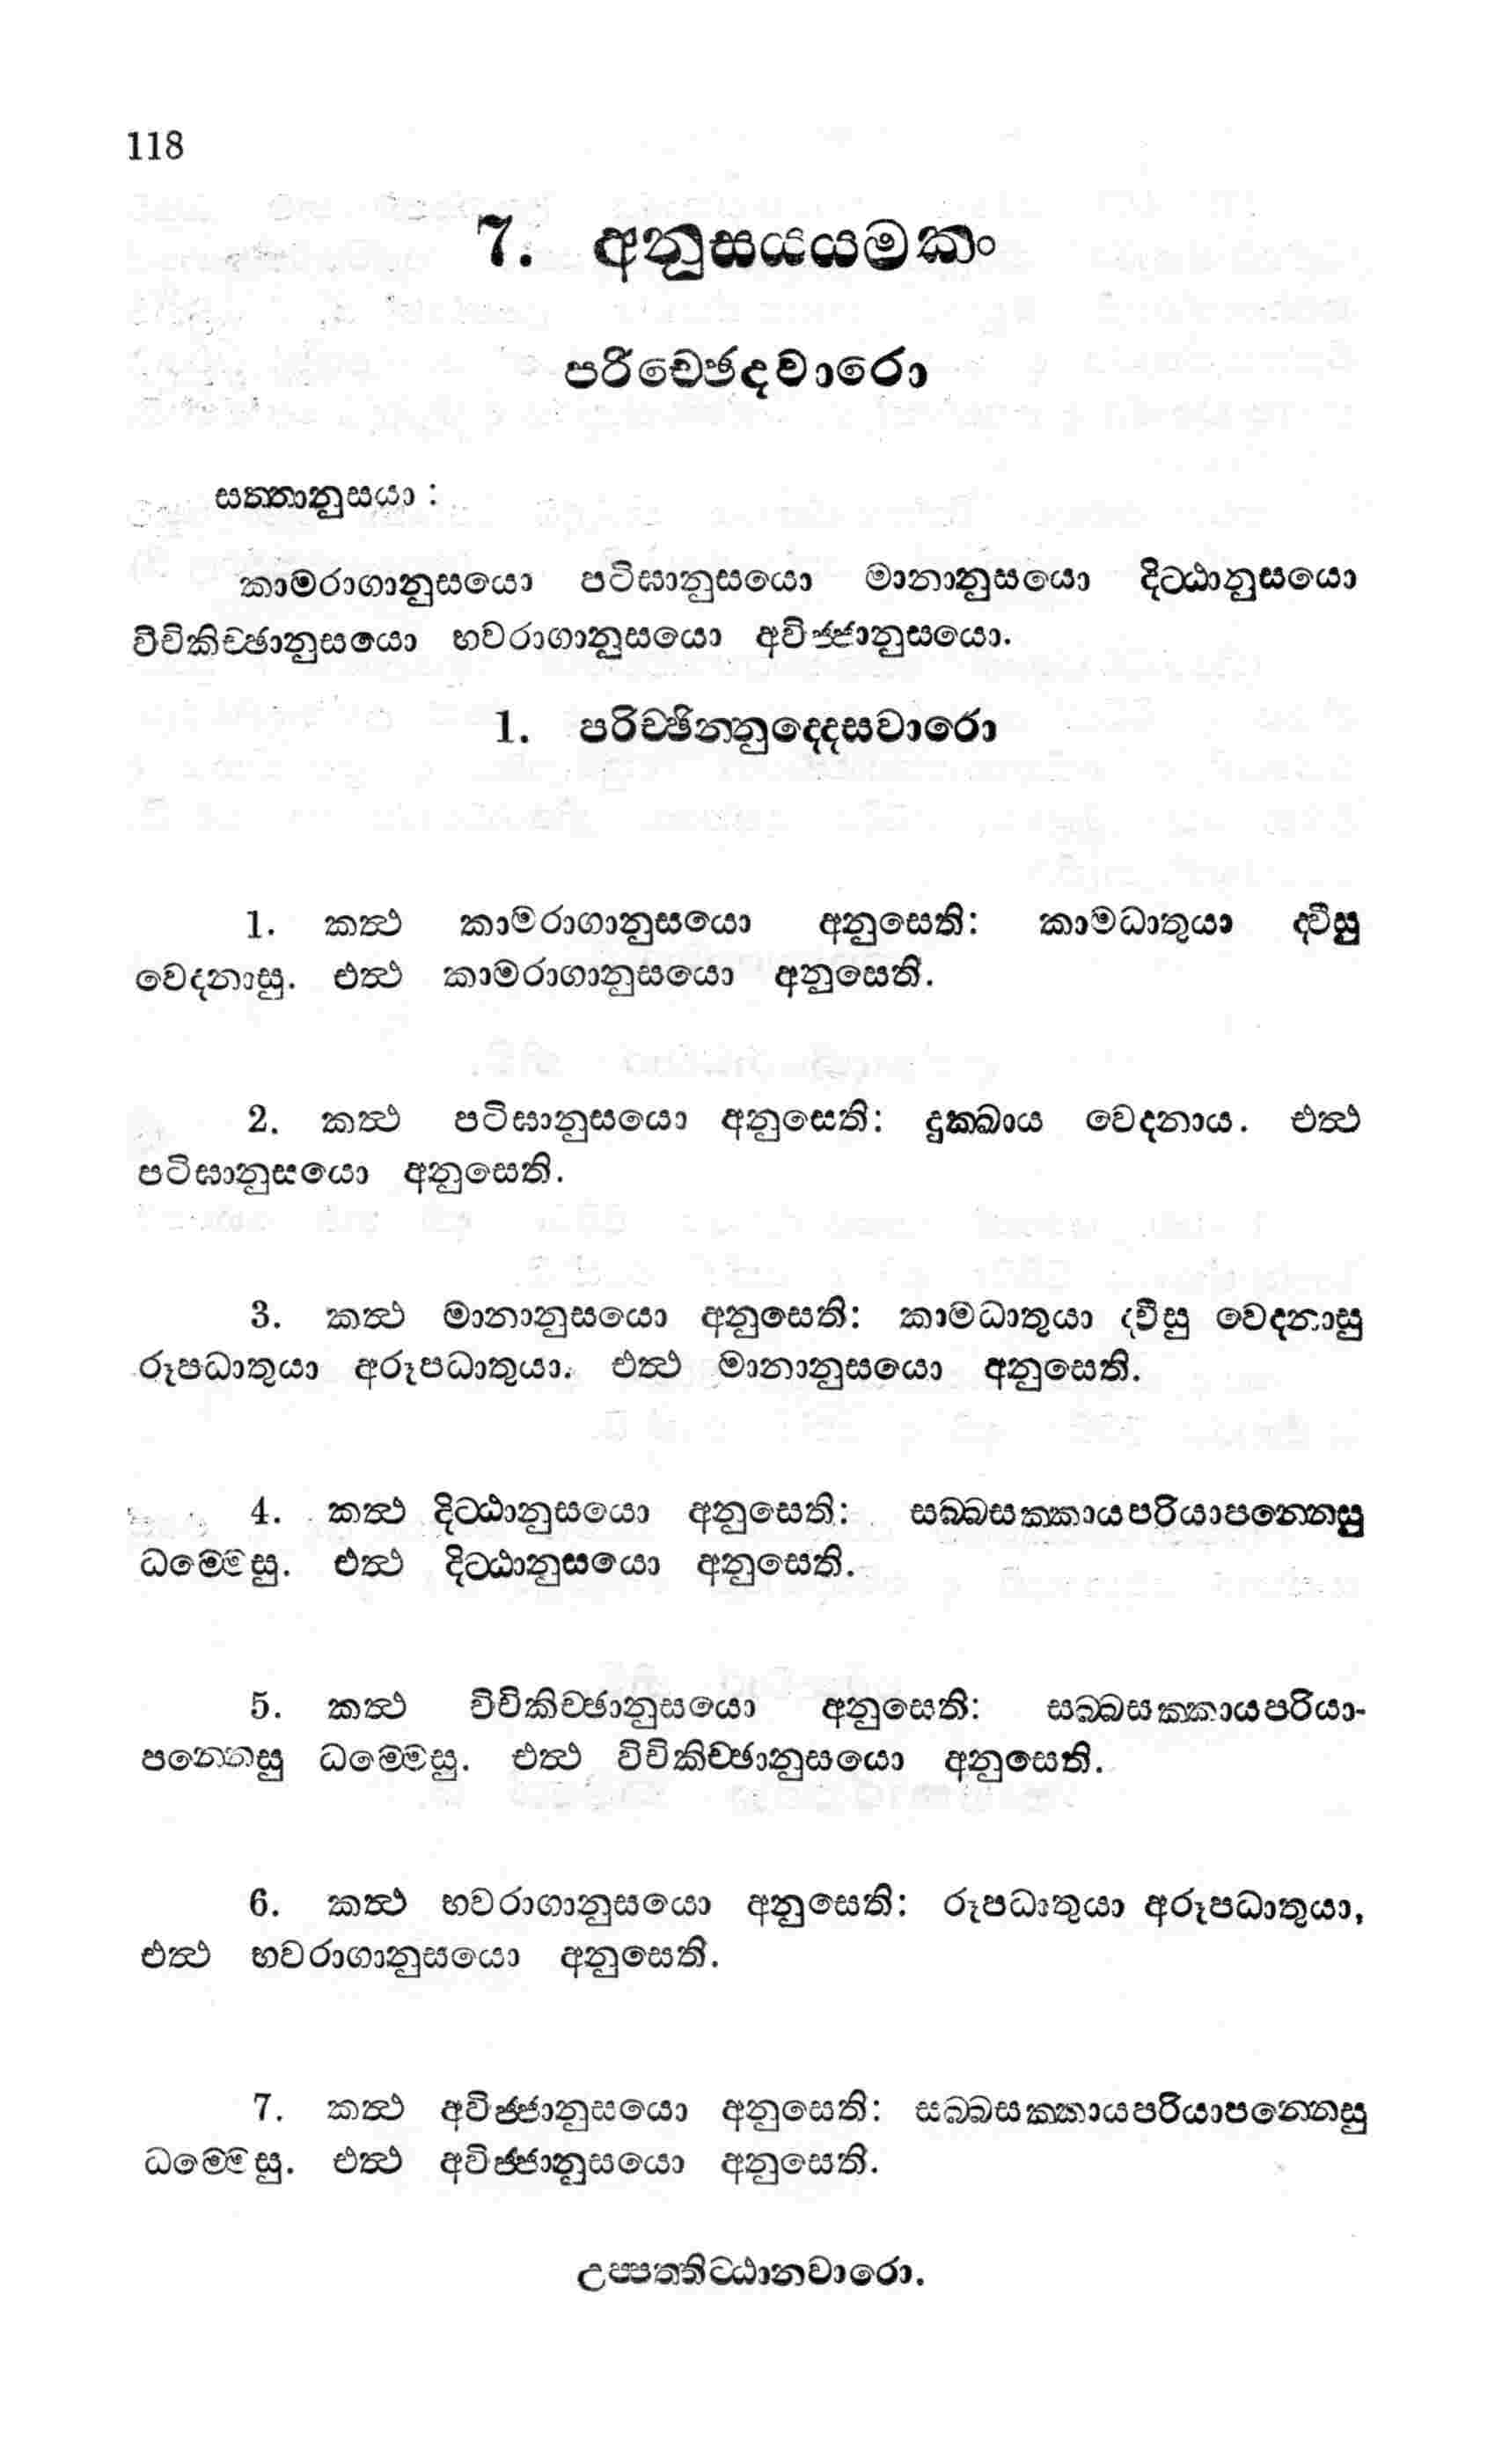 118
7. අනුසයයමකං
පරිච්ඡේදවාරො
සත්තානුසයා :
කාමරාගානුසයො පටිඝානුසයො මානානුසයො දිට්ඨානුසයො
විචිකිච්ඡානුසයො භවරාගානුසයො අවිජ්ජානුසයො.
1. පරිච්ඡින්නුද්දෙසවාරො
1. කත්ථ කාමරාගානුසයො අනුසෙති: කාමධාතුයා ද්වීසු
වෙදනාසු. එත්ථ කාමරාගානුසයො අනුසෙති.
2. කත්ථ පටිඝානුසයො අනුසෙති: දුක්ඛාය වෙදනාය. එත්ථ
පටිඝානුසයො අනුසෙති.
3. කත්ථ මානානුසයො අනුසෙති: කාමධාතුයා ද්වීසු වෙදනාසු
රූපධාතුයා අරූපධාතුයා. එත්ථ මානානුසයො අනුසෙති.
4. කත්ථ දිට්ඨානුසයො අනුසෙති: සබ්බසක්කායපරියාපන්නෙසු
ධම්මෙසු. එත්ථ දිට්ඨානුසයො අනුසෙති.
5. කත්ථ විචිකිච්ඡානුසයො අනුසෙති: සබ්බසක්කායපරියා-
පන්නෙසු ධම්මෙසු. එත්ථ විචිකිච්ඡානුසයො අනුසෙති.
6. කත්ථ භවරාගානුසයො අනුසෙති: රූපධාතුයා අරූපධාතුයා,
එත්ථ භවරාගානුසයො අනුසෙති.
7. කත්ථ අවිජ්ජානුසයො අනුසෙති: සබ්බසක්කායපරියාපන්නෙසු
ධම්මෙසු. එත්ථ අවිජ්ජානුසයො අනුසෙති.
උප්පත්තිට්ඨානවාරො.